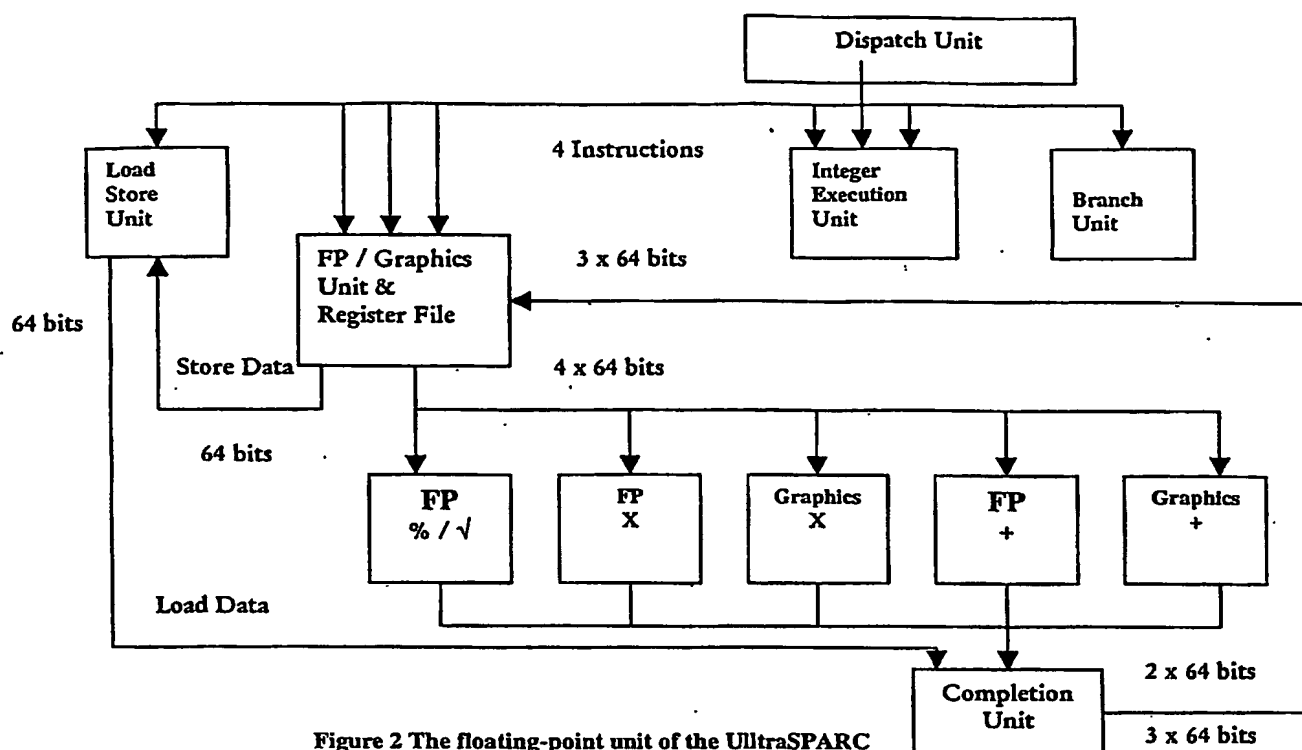 Dispatch Unit
Load
Store
Unit
4 Instructions
Integer
Execution
Unit
Branch
Unit
FP / Graphics
Unit &
Register File
3 x 64 bits
64 bits
Store Data
4 x 64 bits
64 bits
FP
% / √
FP
X
Graphics
X
FP
+
Graphics
+
Load Data
Completion
Unit
2 x 64 bits
3 x 64 bits
Figure 2 The floating-point unit of the UlltraSPARC